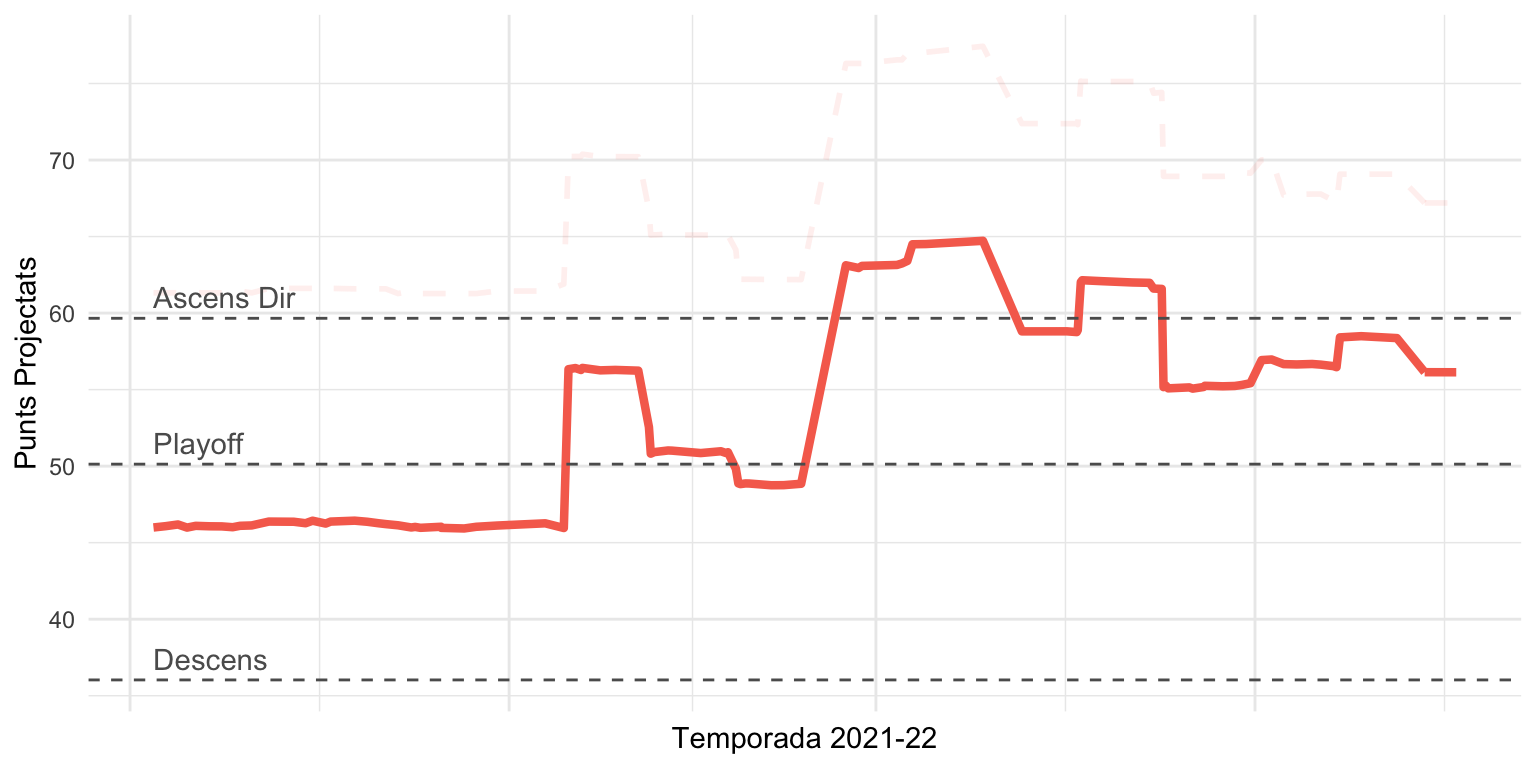 Punts Projectats
70
60
50
40
Ascens Dir
Playoff
Descens
Temporada 2021-22